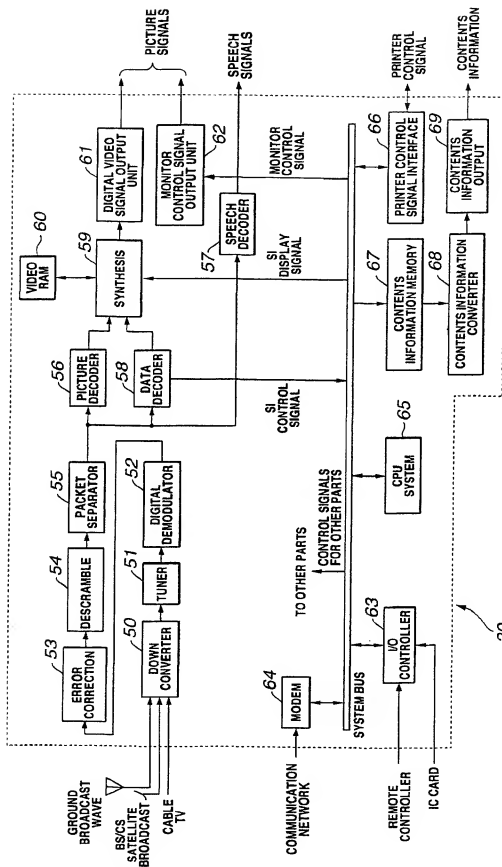 GROUND
BROADCAST
WAVE
BS/CS
SATELLITE
BROADCAST
CABLE
TV
50
DOWN
CONVERTER
51
TUNER
52
DIGITAL
DEMODULATOR
53
ERROR
CORRECTION
54
DESCRAMBLE
55
PACKET
SEPARATOR
56
PICTURE
DECODER
58
DATA
DECODER
60
VIDEO
RAM
59
SYNTHESIS
61
DIGITAL VIDEO
SIGNAL OUTPUT
UNIT
62
MONITOR
CONTROL SIGNAL
OUTPUT UNIT
57
SPEECH
DECODER
PICTURE
SIGNALS
SPEECH
SIGNALS
SI CONTROL
SIGNAL
SI
DISPLAY
SIGNAL
MONITOR
CONTROL
SIGNAL
TO OTHER PARTS
CONTROL SIGNALS
FOR OTHER PARTS
COMMUNICATION
NETWORK
64
MODEM
SYSTEM BUS
REMOTE
CONTROLLER
IC CARD
63
I/O
CONTROLLER
65
CPU
SYSTEM
67
CONTENTS
INFORMATION
MEMORY
68
CONTENTS
INFORMATION
CONVERTER
66
PRINTER CONTROL
SIGNAL INTERFACE
69
CONTENTS
INFORMATION
OUTPUT
PRINTER
CONTROL
SIGNAL
CONTENTS
INFORMATION